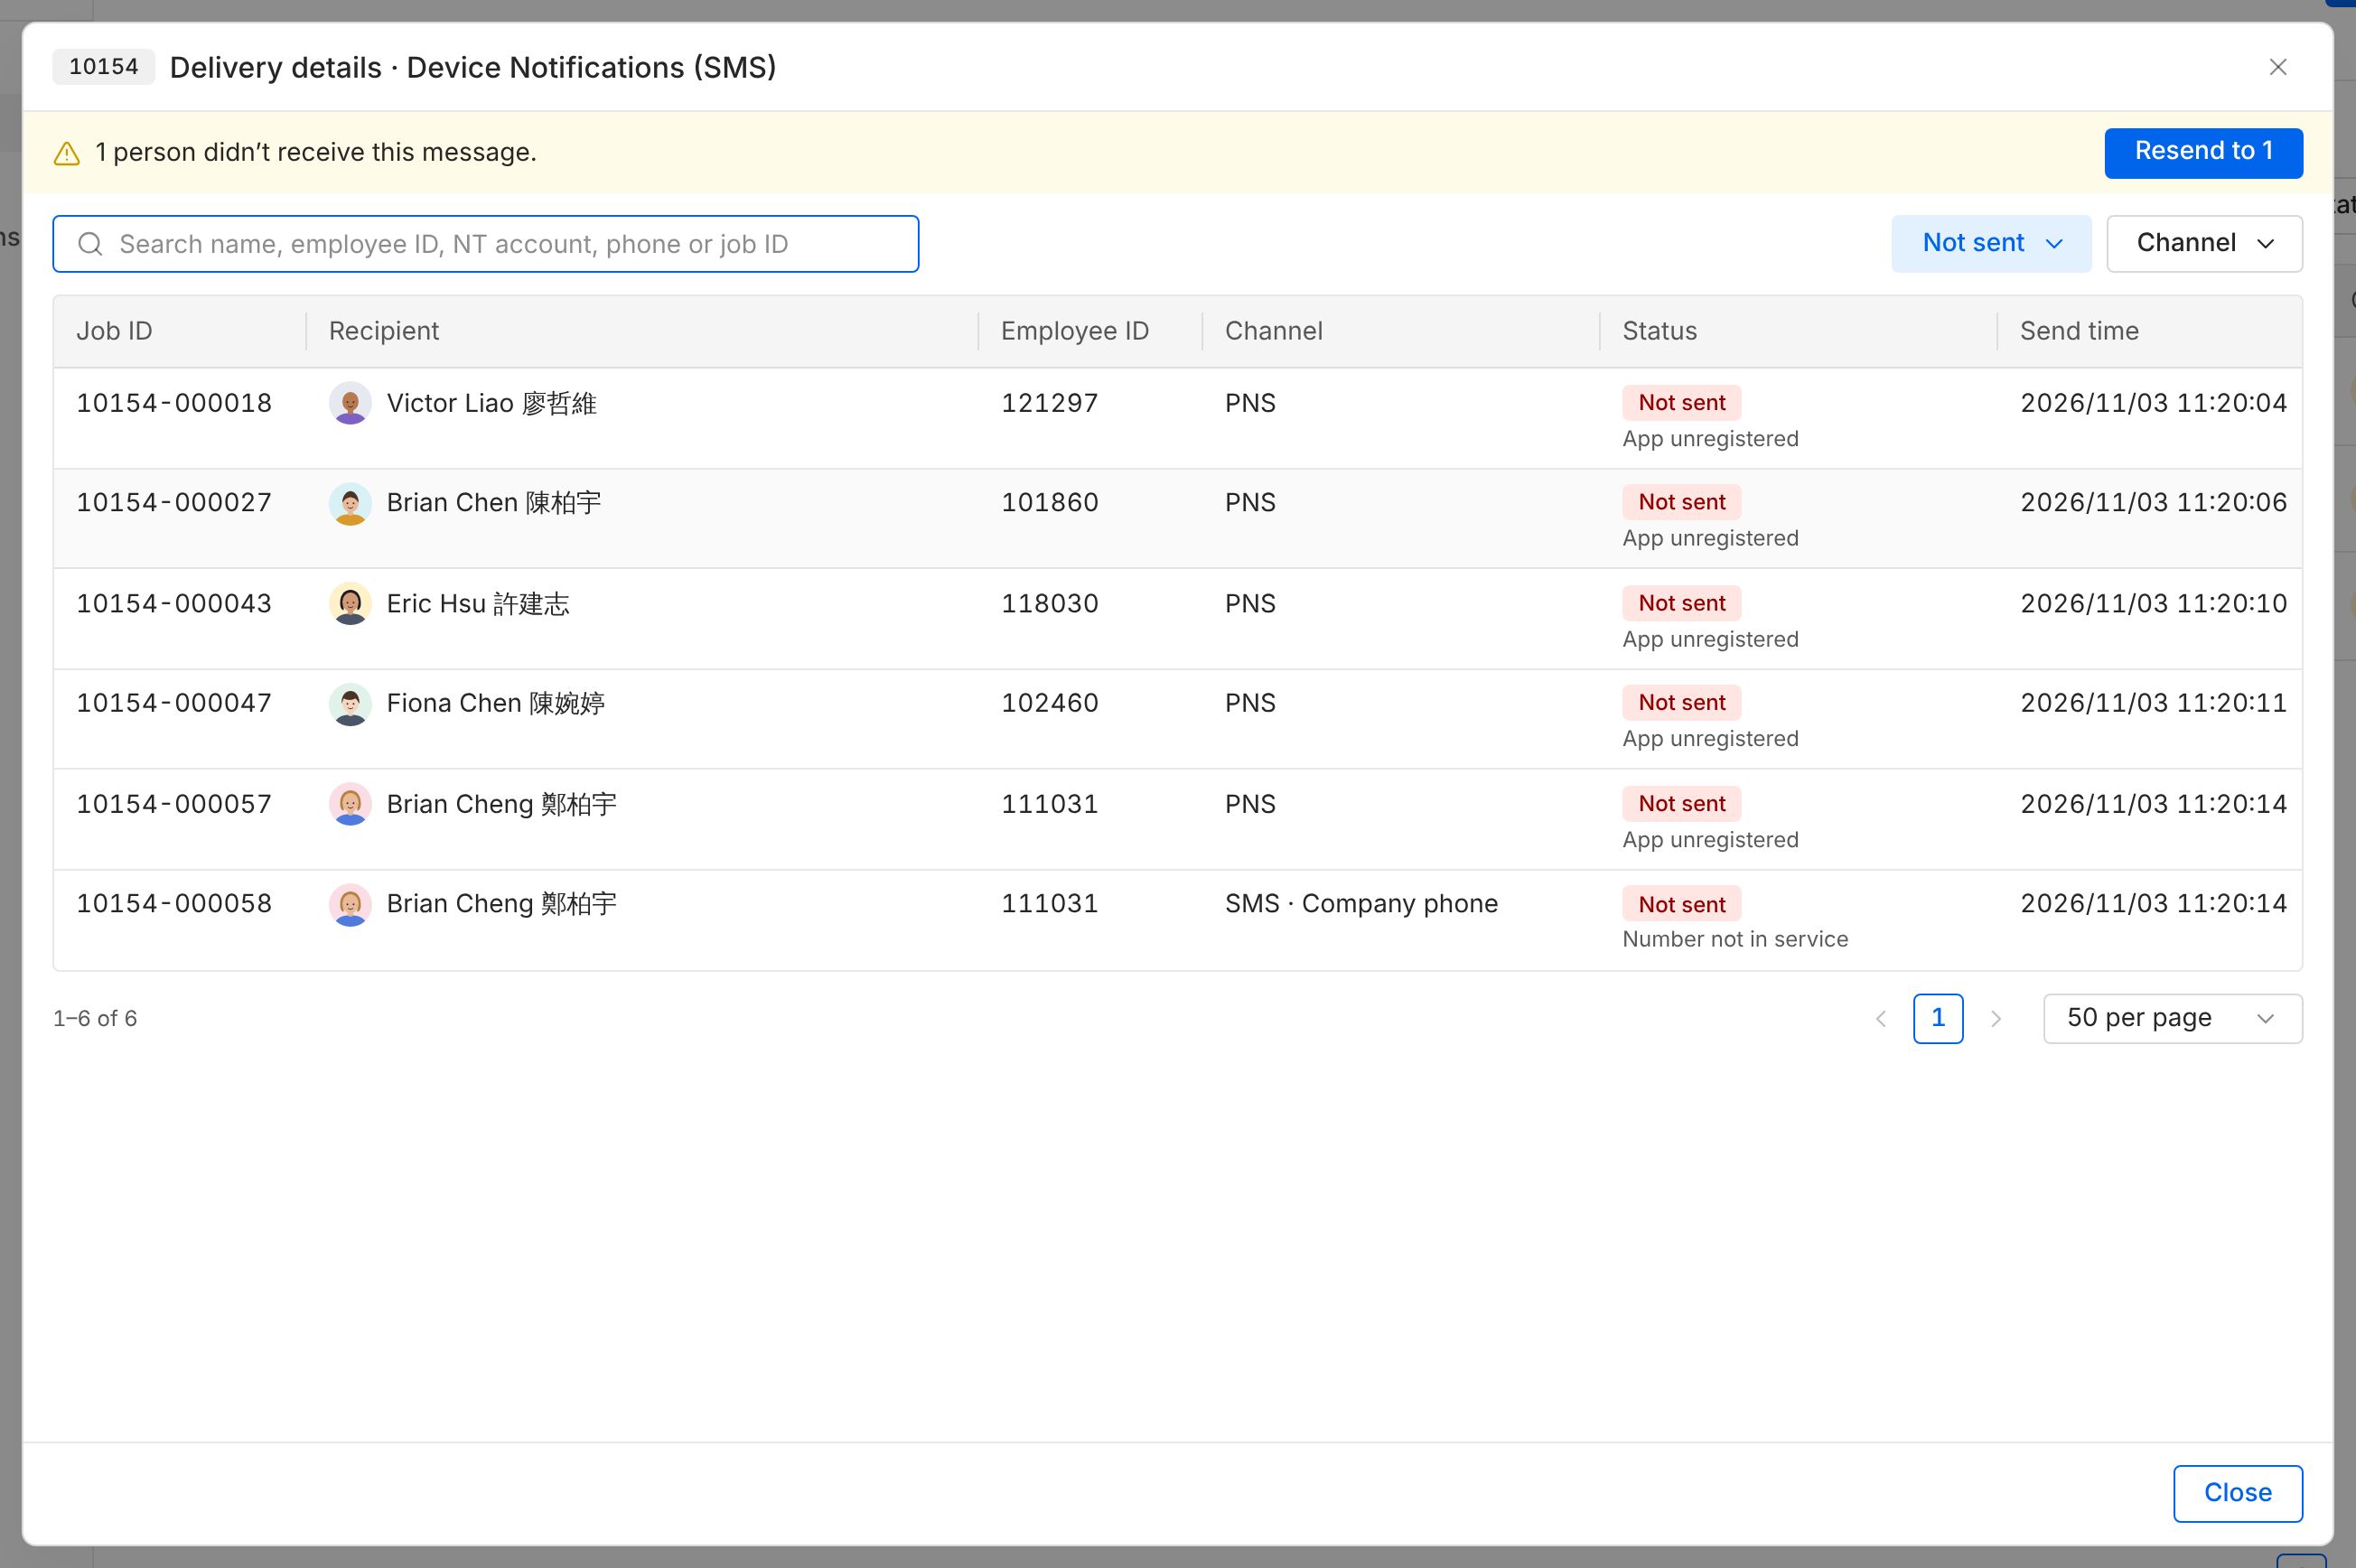 10154 Delivery details · Device Notifications (SMS)
1 person didn’t receive this message.
Resend to 1
Search name, employee ID, NT account, phone or job ID
Not sent
Channel
Job ID Recipient Employee ID Channel Status Send time
10154-000018 Victor Liao 廖哲維 121297 PNS Not sent 2026/11/03 11:20:04
App unregistered
10154-000027 Brian Chen 陳柏宇 101860 PNS Not sent 2026/11/03 11:20:06
App unregistered
10154-000043 Eric Hsu 許建志 118030 PNS Not sent 2026/11/03 11:20:10
App unregistered
10154-000047 Fiona Chen 陳婉婷 102460 PNS Not sent 2026/11/03 11:20:11
App unregistered
10154-000057 Brian Cheng 鄭柏宇 111031 PNS Not sent 2026/11/03 11:20:14
App unregistered
10154-000058 Brian Cheng 鄭柏宇 111031 SMS · Company phone Not sent 2026/11/03 11:20:14
Number not in service
1–6 of 6
1
50 per page
Close